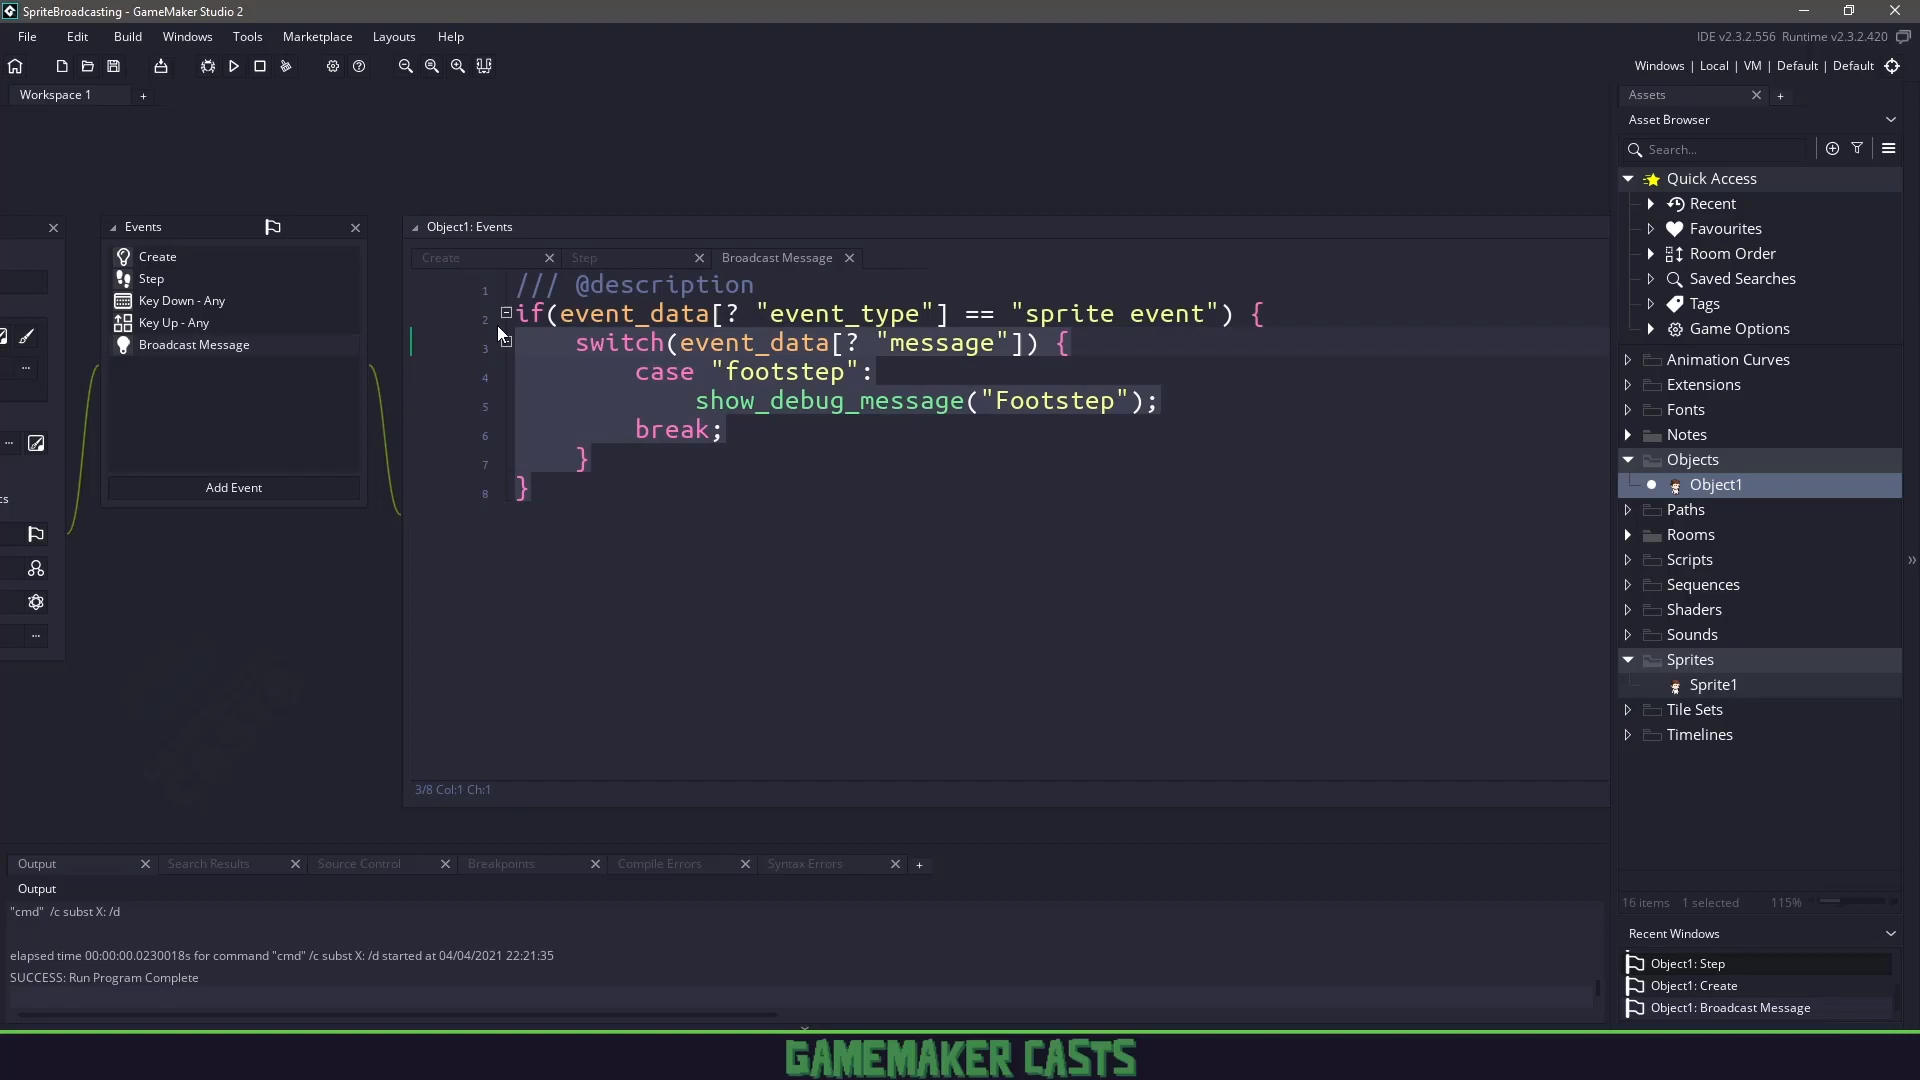 SpriteBroadcasting - GameMaker Studio 2
File Edit Build Windows Tools Marketplace Layouts Help
IDE v2.3.2.556 Runtime v2.3.2.420
Windows | Local | VM | Default | Default
Workspace 1
Assets
Asset Browser
Search...
Quick Access
Recent
Favourites
Room Order
Saved Searches
Tags
Game Options
Animation Curves
Extensions
Fonts
Notes
Objects
Object1
Paths
Rooms
Scripts
Sequences
Shaders
Sounds
Sprites
Sprite1
Tile Sets
Timelines
16 items 1 selected 115%
Recent Windows
Object1: Step
Object1: Create
Object1: Broadcast Message
Events
Create
Step
Key Down - Any
Key Up - Any
Broadcast Message
Add Event
cs
Object1: Events
Create Step Broadcast Message
1 /// @description
2 if(event_data[? "event_type"] == "sprite event") {
3 switch(event_data[? "message"]) {
4 case "footstep":
5 show_debug_message("Footstep");
6 break;
7 }
8 }
3/8 Col:1 Ch:1
Output Search Results Source Control Breakpoints Compile Errors Syntax Errors
Output
"cmd" /c subst X: /d
elapsed time 00:00:00.0230018s for command "cmd" /c subst X: /d started at 04/04/2021 22:21:35
SUCCESS: Run Program Complete
GAMEMAKER CASTS